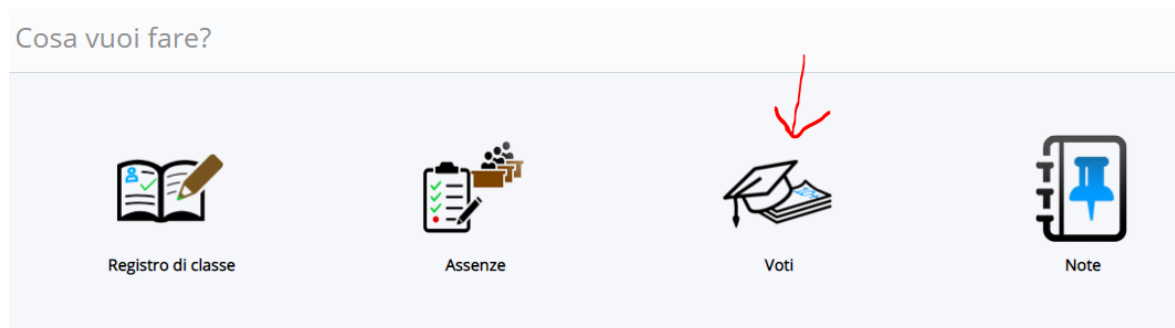 Cosa vuoi fare?
Registro di classe
Assenze
Voti
Note